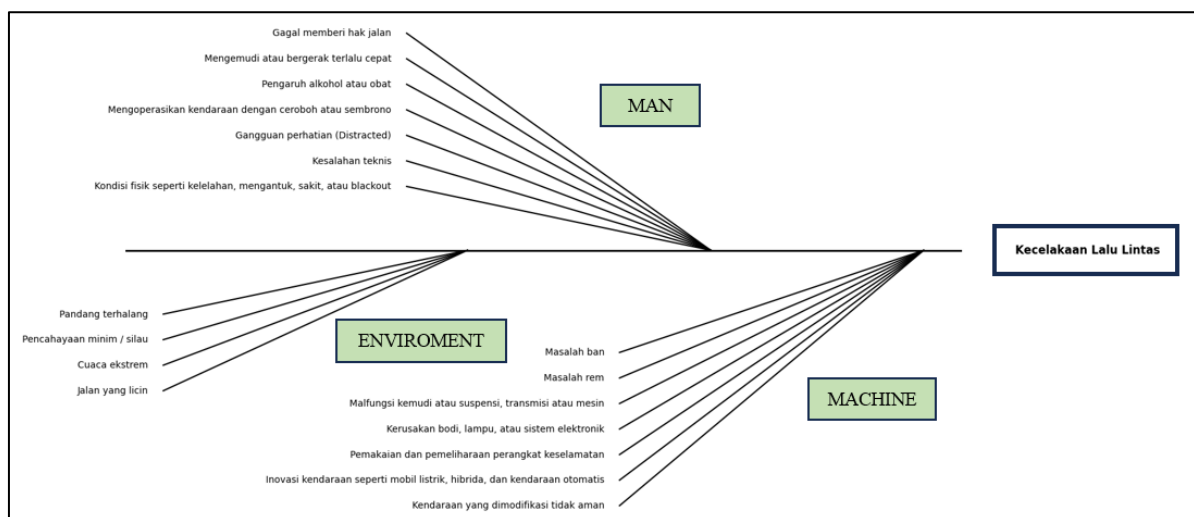 Gagal memberi hak jalan
Mengemudi atau bergerak terlalu cepat
Pengaruh alkohol atau obat
Mengoperasikan kendaraan dengan ceroboh atau sembrono
Gangguan perhatian (Distracted)
Kesalahan teknis
Kondisi fisik seperti kelelahan, mengantuk, sakit, atau blackout
MAN
Kecelakaan Lalu Lintas
Pandang terhalang
Pencahayaan minim / silau
Cuaca ekstrem
Jalan yang licin
ENVIROMENT
Masalah ban
Masalah rem
Malfungsi kemudi atau suspensi, transmisi atau mesin
Kerusakan bodi, lampu, atau sistem elektronik
Pemakaian dan pemeliharaan perangkat keselamatan
Inovasi kendaraan seperti mobil listrik, hibrida, dan kendaraan otomatis
Kendaraan yang dimodifikasi tidak aman
MACHINE